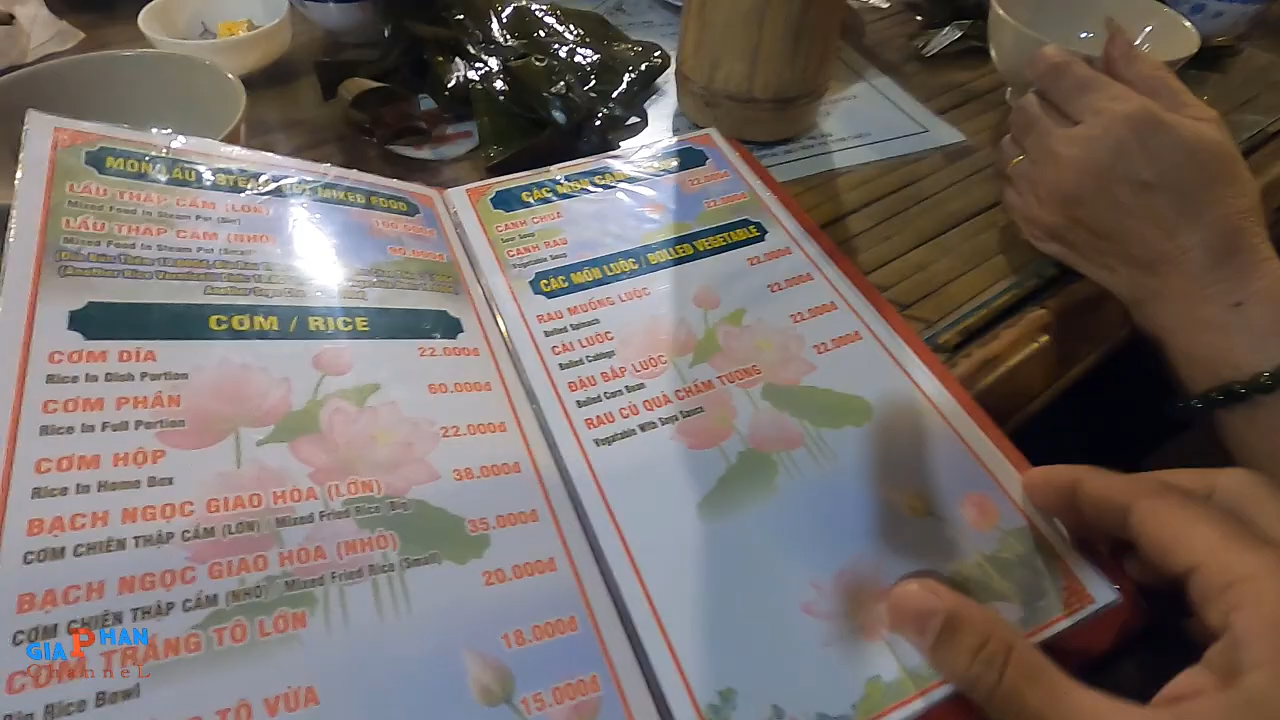 LẨU THẬP CẨM (LỚN)
Mixed Food In Steam Pot (Big)
100.000đ
LẨU THẬP CẨM (NHỎ)
Mixed Food In Steam Pot (Small)
CƠM / RICE
CƠM DĨA 22.000đ
Rice In Dish Portion
CƠM PHẦN 60.000đ
Rice In Full Portion
CƠM HỘP 22.000đ
Rice In Home Box
BẠCH NGỌC GIAO HÒA (LỚN) 38.000đ
CƠM CHIÊN THẬP CẨM (LỚN) / Mixed Fried Rice (Big)
BẠCH NGỌC GIAO HÒA (NHỎ) 35.000đ
CƠM CHIÊN THẬP CẨM (NHỎ) / Mixed Fried Rice (Small)
CƠM TRẮNG TÔ LỚN 20.000đ
Big Rice Bowl
TÔ VỪA 18.000đ
15.000đ
CÁC MÓN CANH
CANH CHUA 22.000đ
Sour Soup
CANH RAU 22.000đ
Vegetable Soup
CÁC MÓN LUỘC / BOILED VEGETABLE
RAU MUỐNG LUỘC 22.000đ
Boiled Spinach
CẢI LUỘC 22.000đ
Boiled Cabbage
ĐẬU BẮP LUỘC 22.000đ
Boiled Corn Bean
RAU CỦ QUẢ CHẤM TƯƠNG 22.000đ
Vegetable With Soya Sauce
GIA PHAN
ChanneL